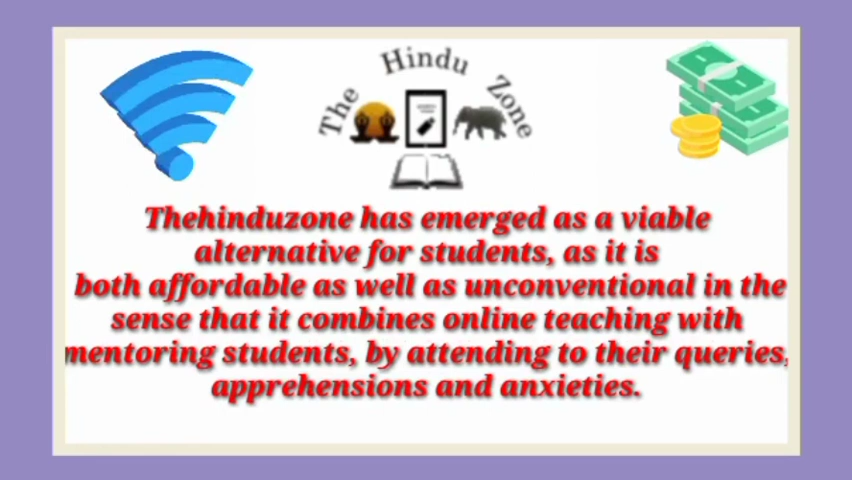 The Hindu Zone
Thehinduzone has emerged as a viable
alternative for students, as it is
both affordable as well as unconventional in the
sense that it combines online teaching with
mentoring students, by attending to their queries,
apprehensions and anxieties.